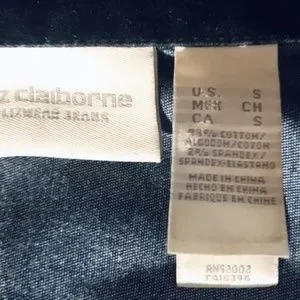 z claiborne
LIZWEAR JEANS
U.S. S
MEX CH
CA S
98% COTTON/
ALGODON/COTON
2% SPANDEX/
SPANDEX/ELASTANO
MADE IN CHINA
HECHO EN CHINA
FABRIQUE EN CHINE
RN52002
CA16396